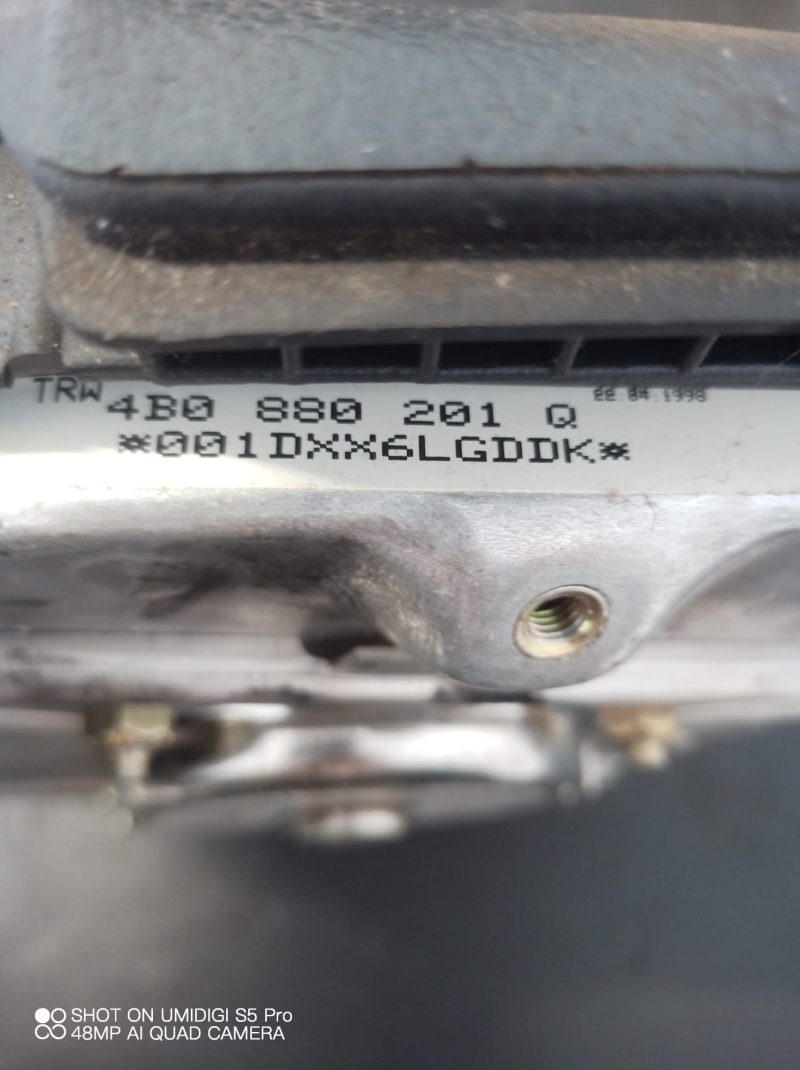 TRW 4B0 880 201 Q 22.04.1998
*001DXX6LGDDK*
SHOT ON UMIDIGI S5 Pro
48MP AI QUAD CAMERA